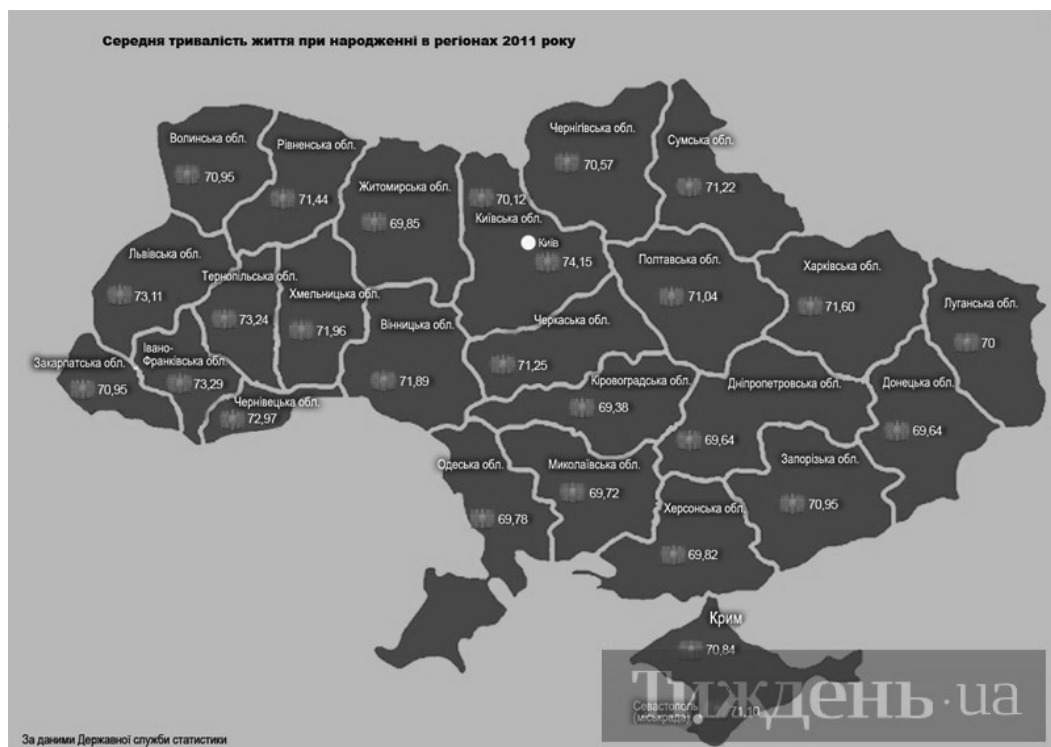 Середня тривалість життя при народженні в регіонах 2011 року
Волинська обл.
70,95
Рівненська обл.
71,44
Житомирська обл.
69,85
70,12
Київська обл.
Київ
74,15
Чернігівська обл.
70,57
Сумська обл.
71,22
Львівська обл.
73,11
Тернопільська обл.
73,24
Хмельницька обл.
71,96
Вінницька обл.
71,89
Черкаська обл.
71,25
Полтавська обл.
71,04
Харківська обл.
71,60
Луганська обл.
70
Закарпатська обл.
70,95
Івано-
Франківська обл.
73,29
Чернівецька обл.
72,97
Кіровоградська обл.
69,38
Дніпропетровська обл.
69,64
Донецька обл.
69,64
Одеська обл.
69,78
Миколаївська обл.
69,72
Херсонська обл.
69,82
Запорізька обл.
70,95
Крим
70,84
Севастополь
(міськрада)
71,10
Тиждень.ua
За даними Державної служби статистики